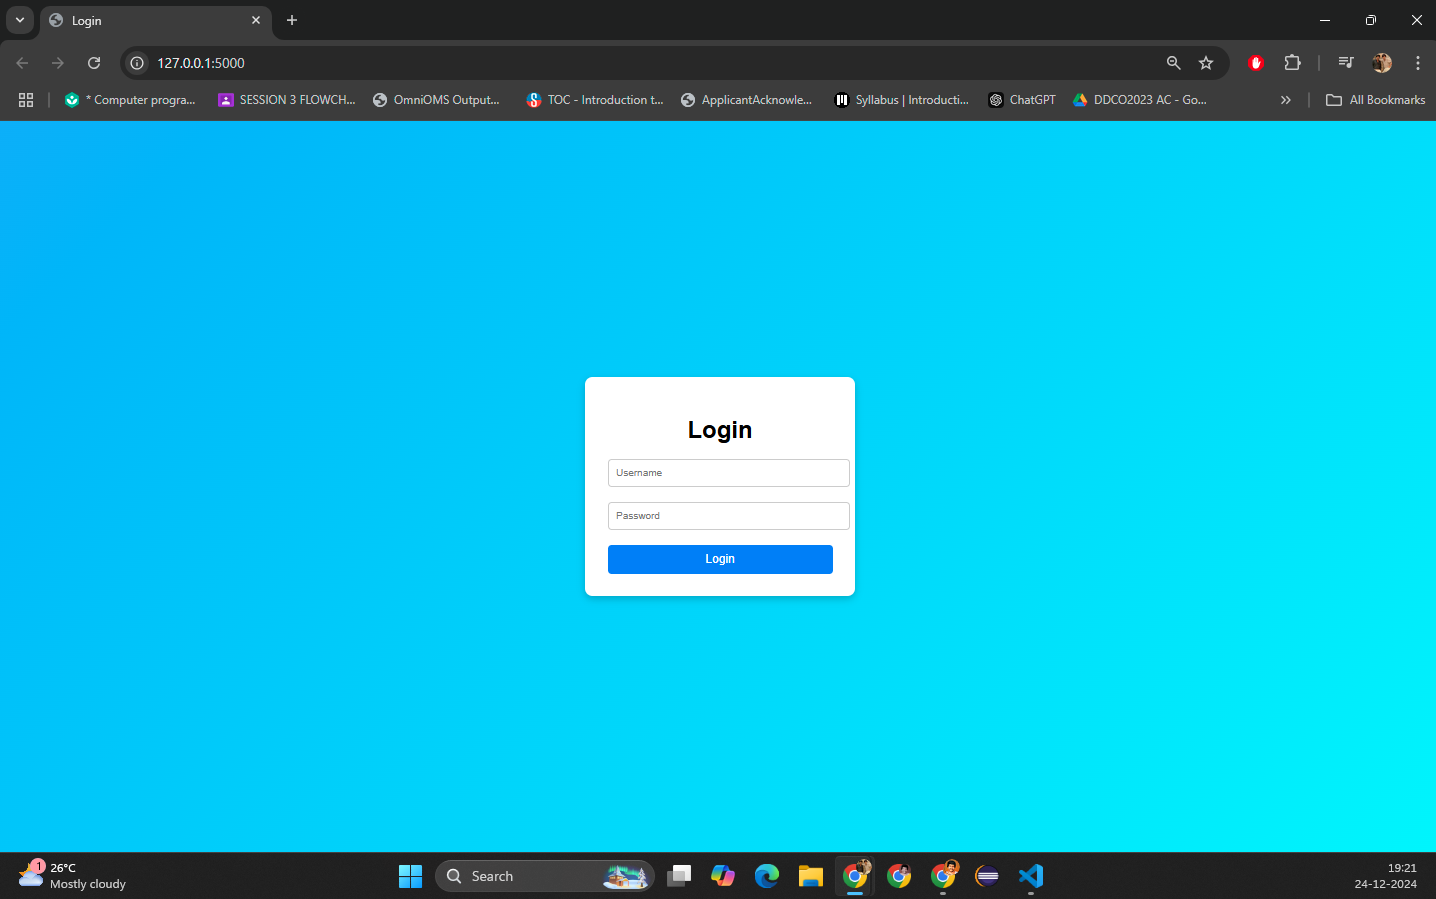 Login
127.0.0.1:5000
* Computer progra...
SESSION 3 FLOWCH...
OmniOMS Output...
TOC - Introduction t...
ApplicantAcknowle...
Syllabus | Introducti...
ChatGPT
DDCO2023 AC - Go...
All Bookmarks
Login
Username
Password
Login
1
26°C
Mostly cloudy
Search
19:21
24-12-2024